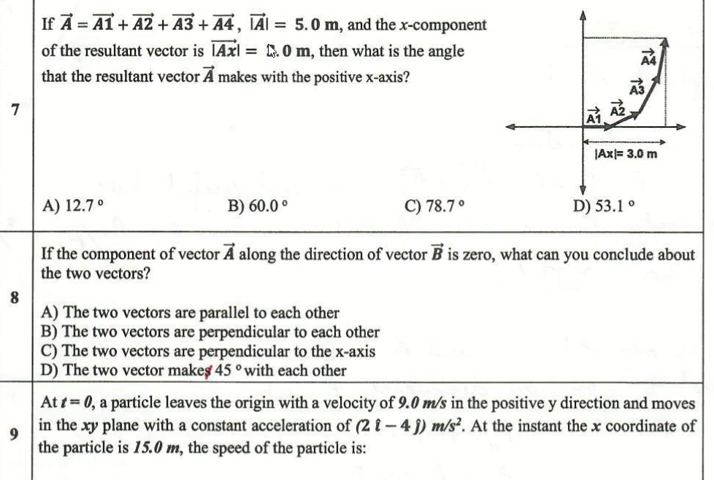 7
If A⃗ = A1⃗ + A2⃗ + A3⃗ + A4⃗, |A⃗| = 5.0 m, and the x-component
of the resultant vector is |Ax⃗| = .0 m, then what is the angle
that the resultant vector A⃗ makes with the positive x-axis?
A4⃗
A3⃗
A2⃗
A1⃗
|Ax|= 3.0 m
A) 12.7 º B) 60.0 º C) 78.7 º D) 53.1 º
8
If the component of vector A⃗ along the direction of vector B⃗ is zero, what can you conclude about
the two vectors?
A) The two vectors are parallel to each other
B) The two vectors are perpendicular to each other
C) The two vectors are perpendicular to the x-axis
D) The two vector makes 45 º with each other
9
At t = 0, a particle leaves the origin with a velocity of 9.0 m/s in the positive y direction and moves
in the xy plane with a constant acceleration of (2 î – 4 ĵ) m/s². At the instant the x coordinate of
the particle is 15.0 m, the speed of the particle is: